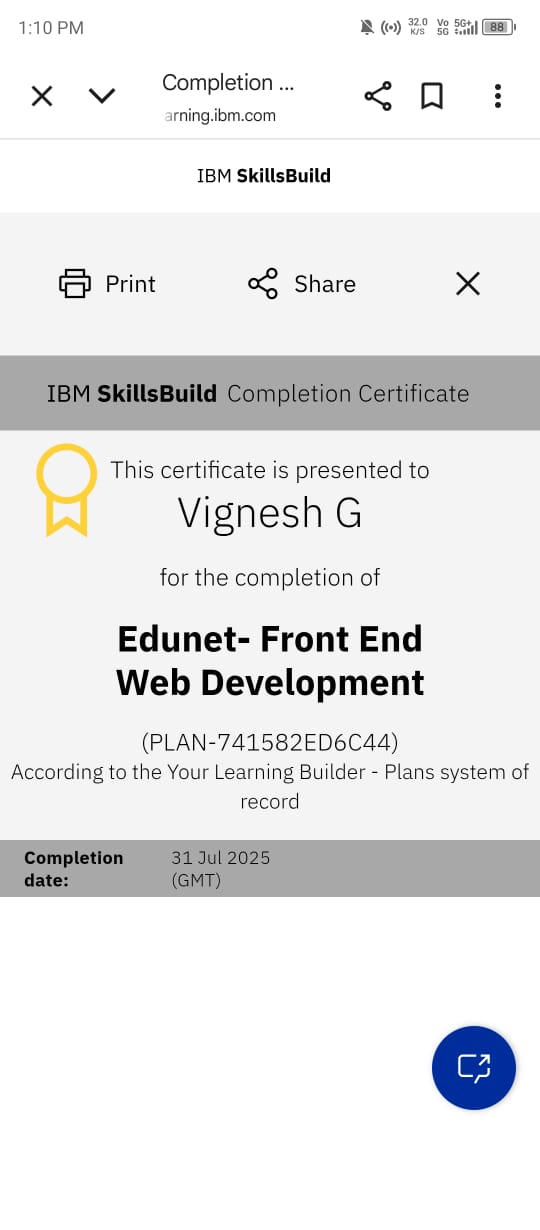 1:10 PM
32.0 K/S Vo 5G 5G+ 88
Completion ...
arning.ibm.com
IBM SkillsBuild
Print Share
IBM SkillsBuild Completion Certificate
This certificate is presented to
Vignesh G
for the completion of
Edunet- Front End
Web Development
(PLAN-741582ED6C44)
According to the Your Learning Builder - Plans system of
record
Completion date: 31 Jul 2025 (GMT)